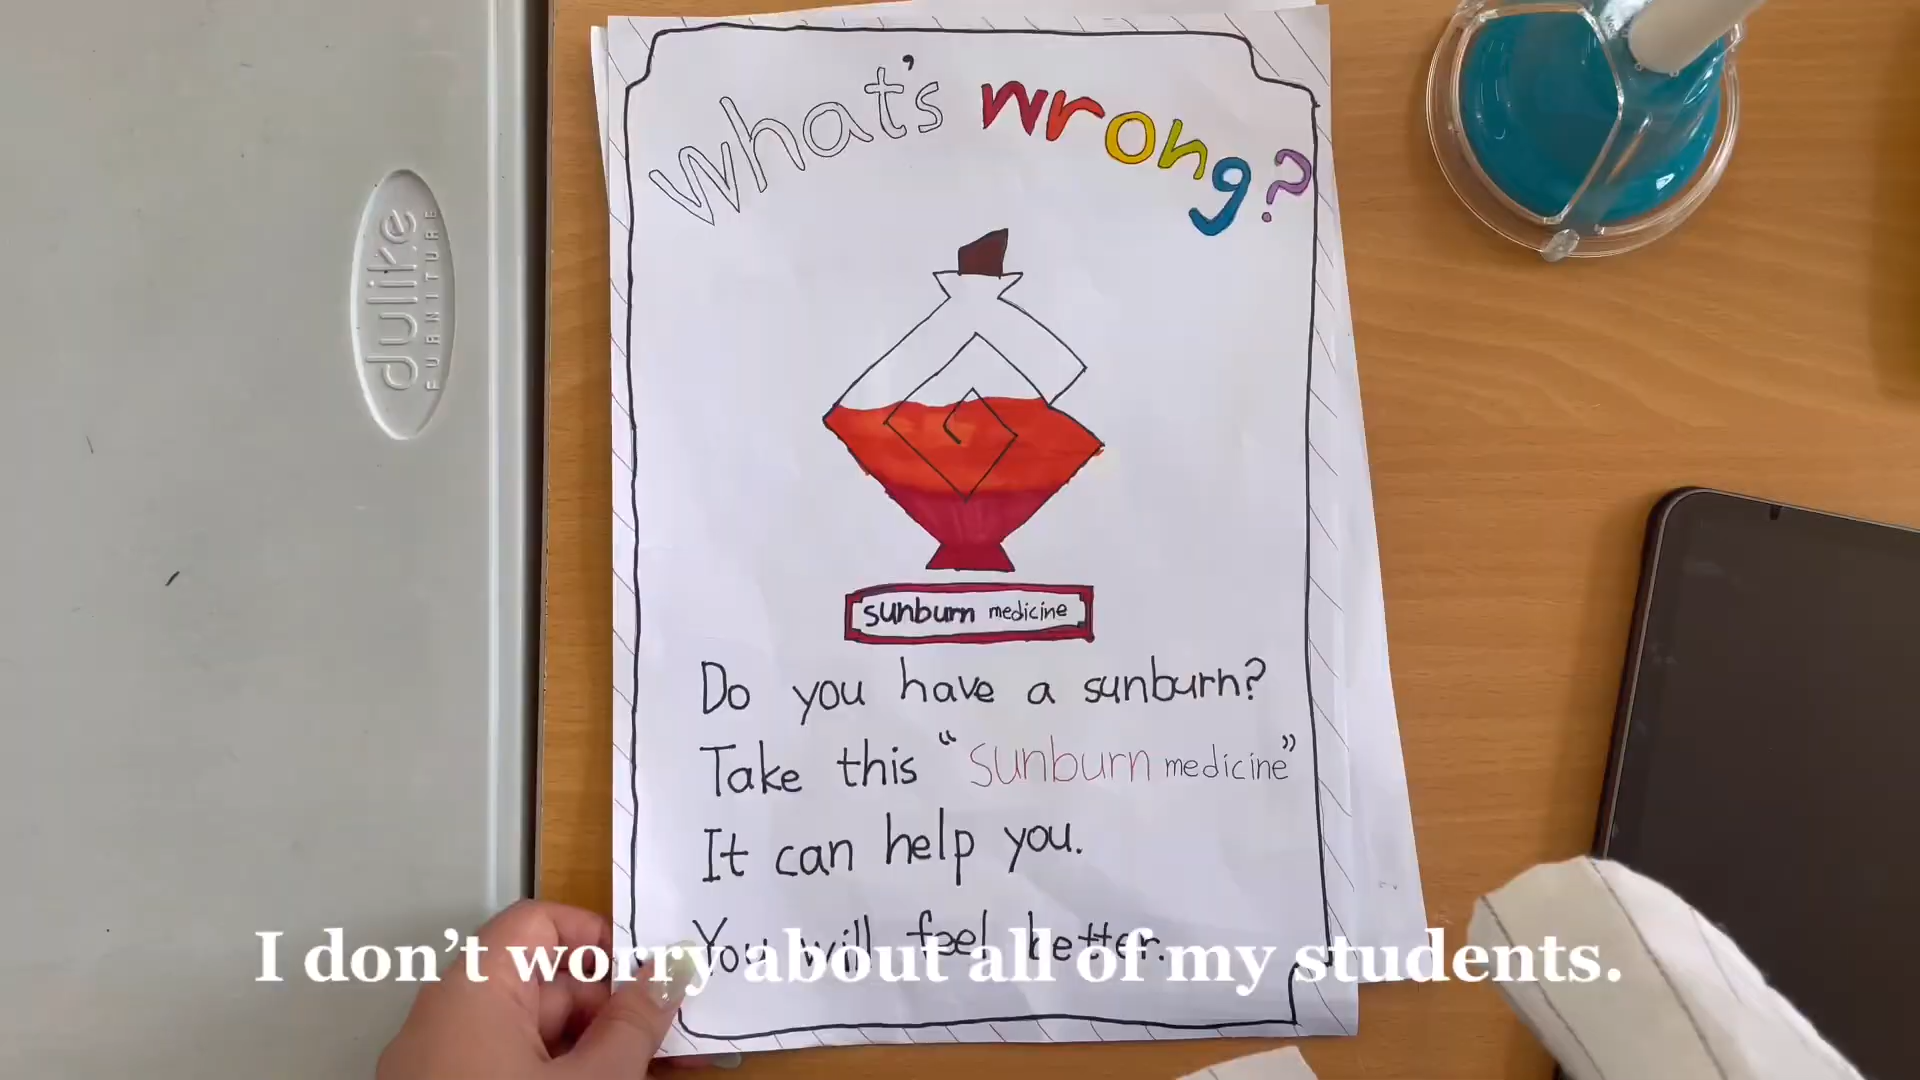 what's wrong?
dulike
FURNITURE
sunburn medicine
Do you have a sunburn?
Take this "sunburn medicine"
It can help you.
You will feel better.
I don't worry about all of my students.